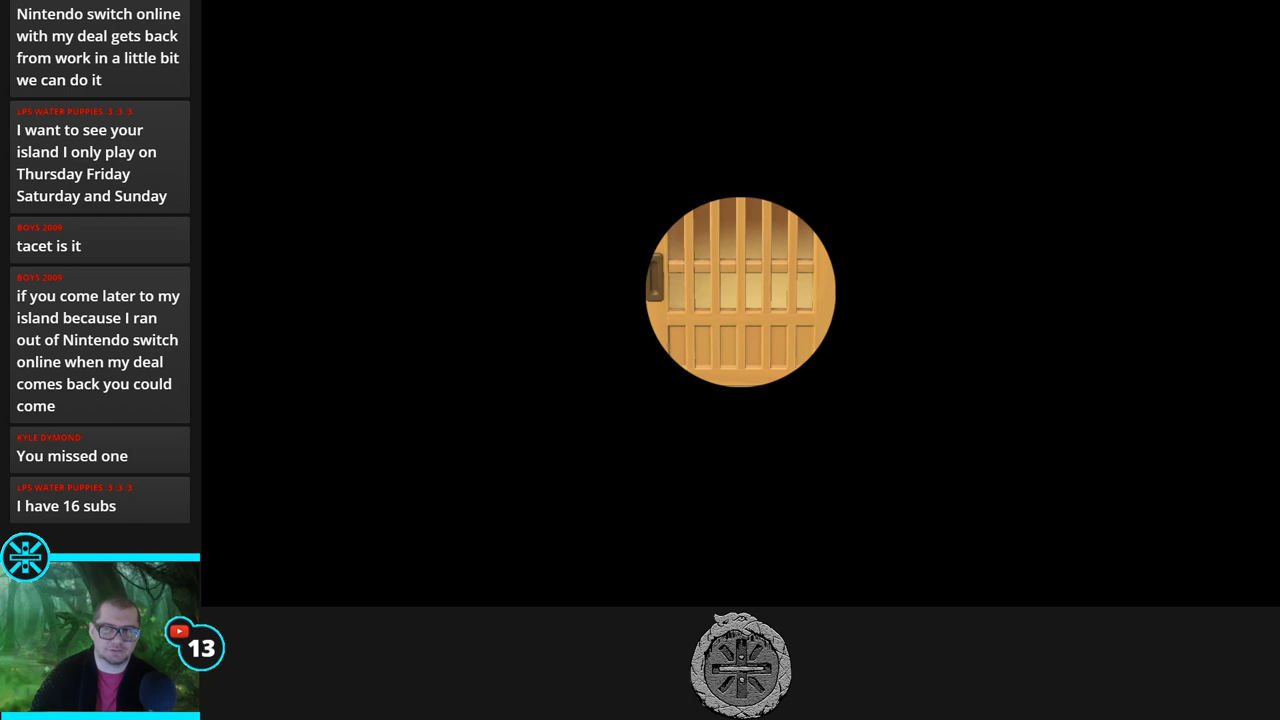 Nintendo switch online
with my deal gets back
from work in a little bit
we can do it
LPS WATER PUPPIES :3 :3 :3
I want to see your
island I only play on
Thursday Friday
Saturday and Sunday
BOYS 2009
tacet is it
BOYS 2009
if you come later to my
island because I ran
out of Nintendo switch
online when my deal
comes back you could
come
KYLE DYMOND
You missed one
LPS WATER PUPPIES :3 :3 :3
I have 16 subs
13